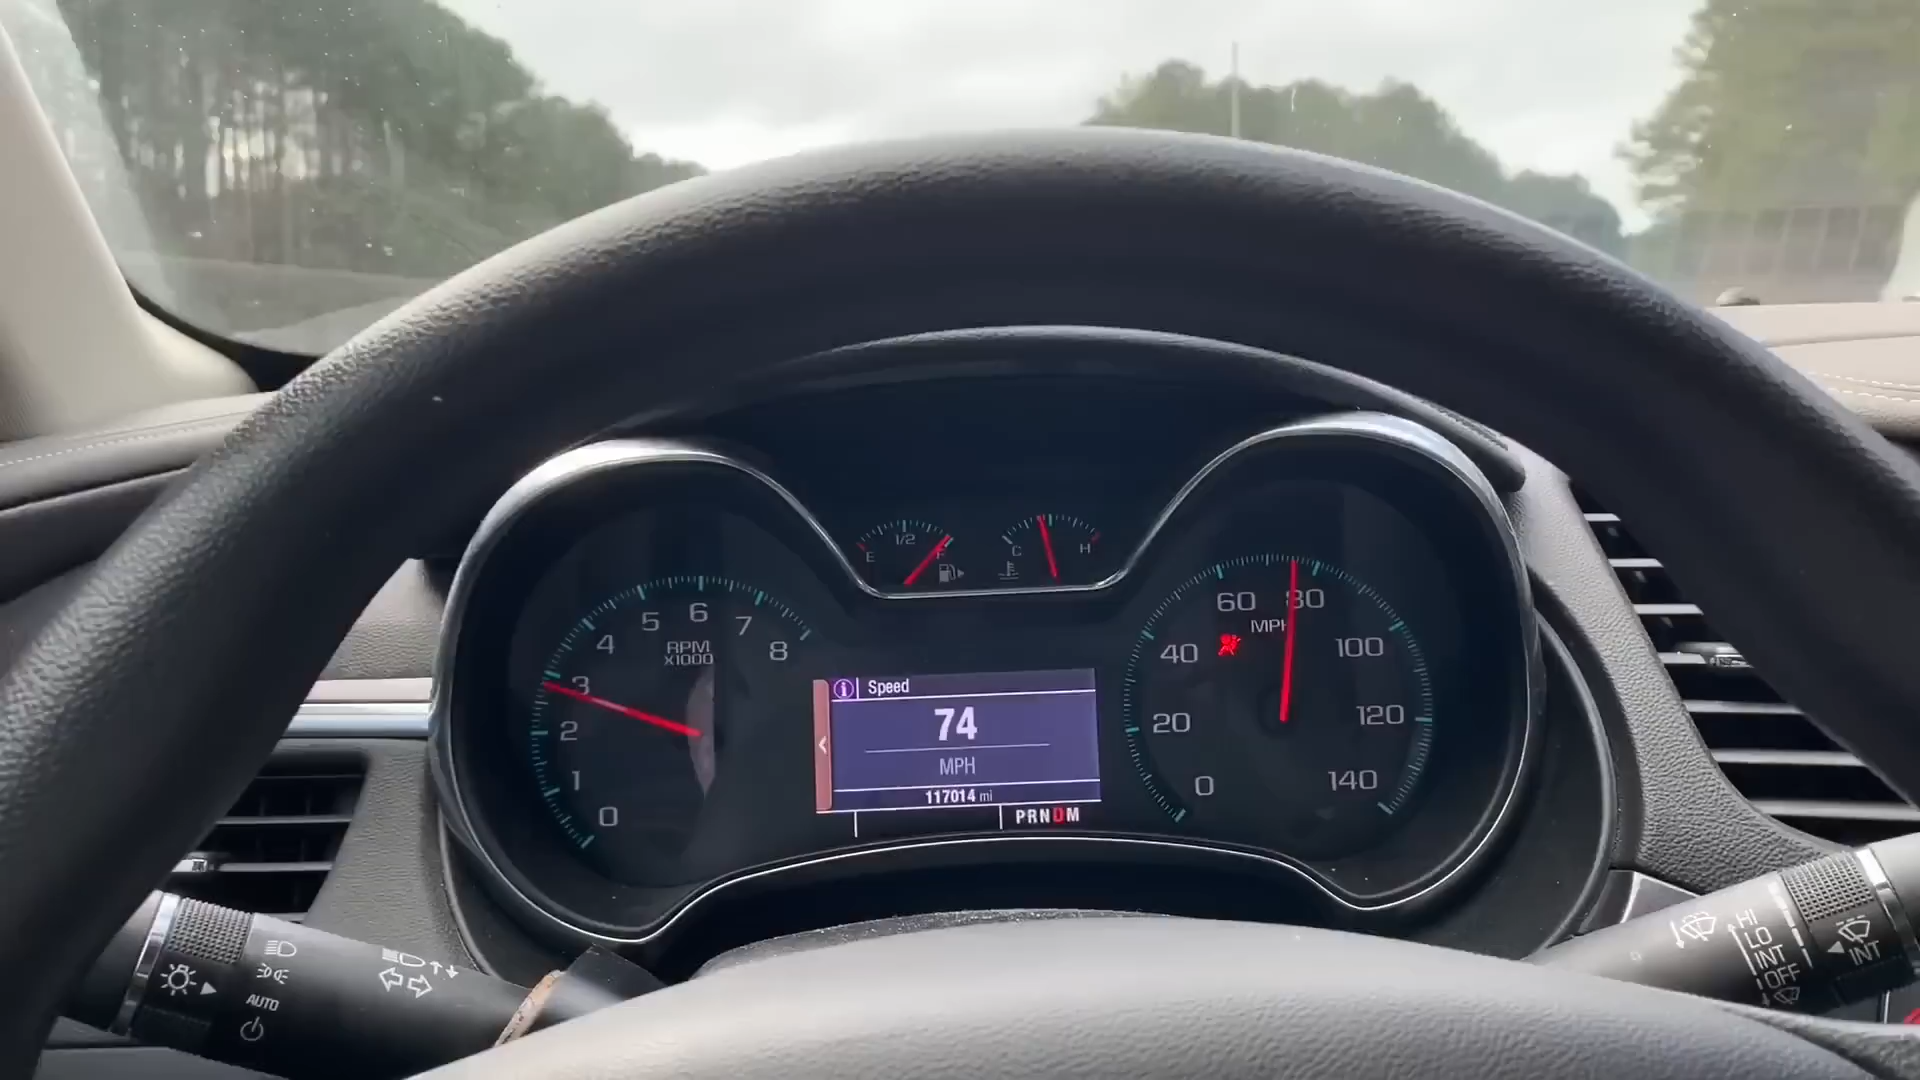 E 1/2 F
C H
0 1 2 3 4 5 6 7 8
RPM
X1000
Speed
74
MPH
117014 mi
PRNDM
0 20 40 60 80 100 120 140
MPH
AUTO
HI
LO
INT
OFF
INT